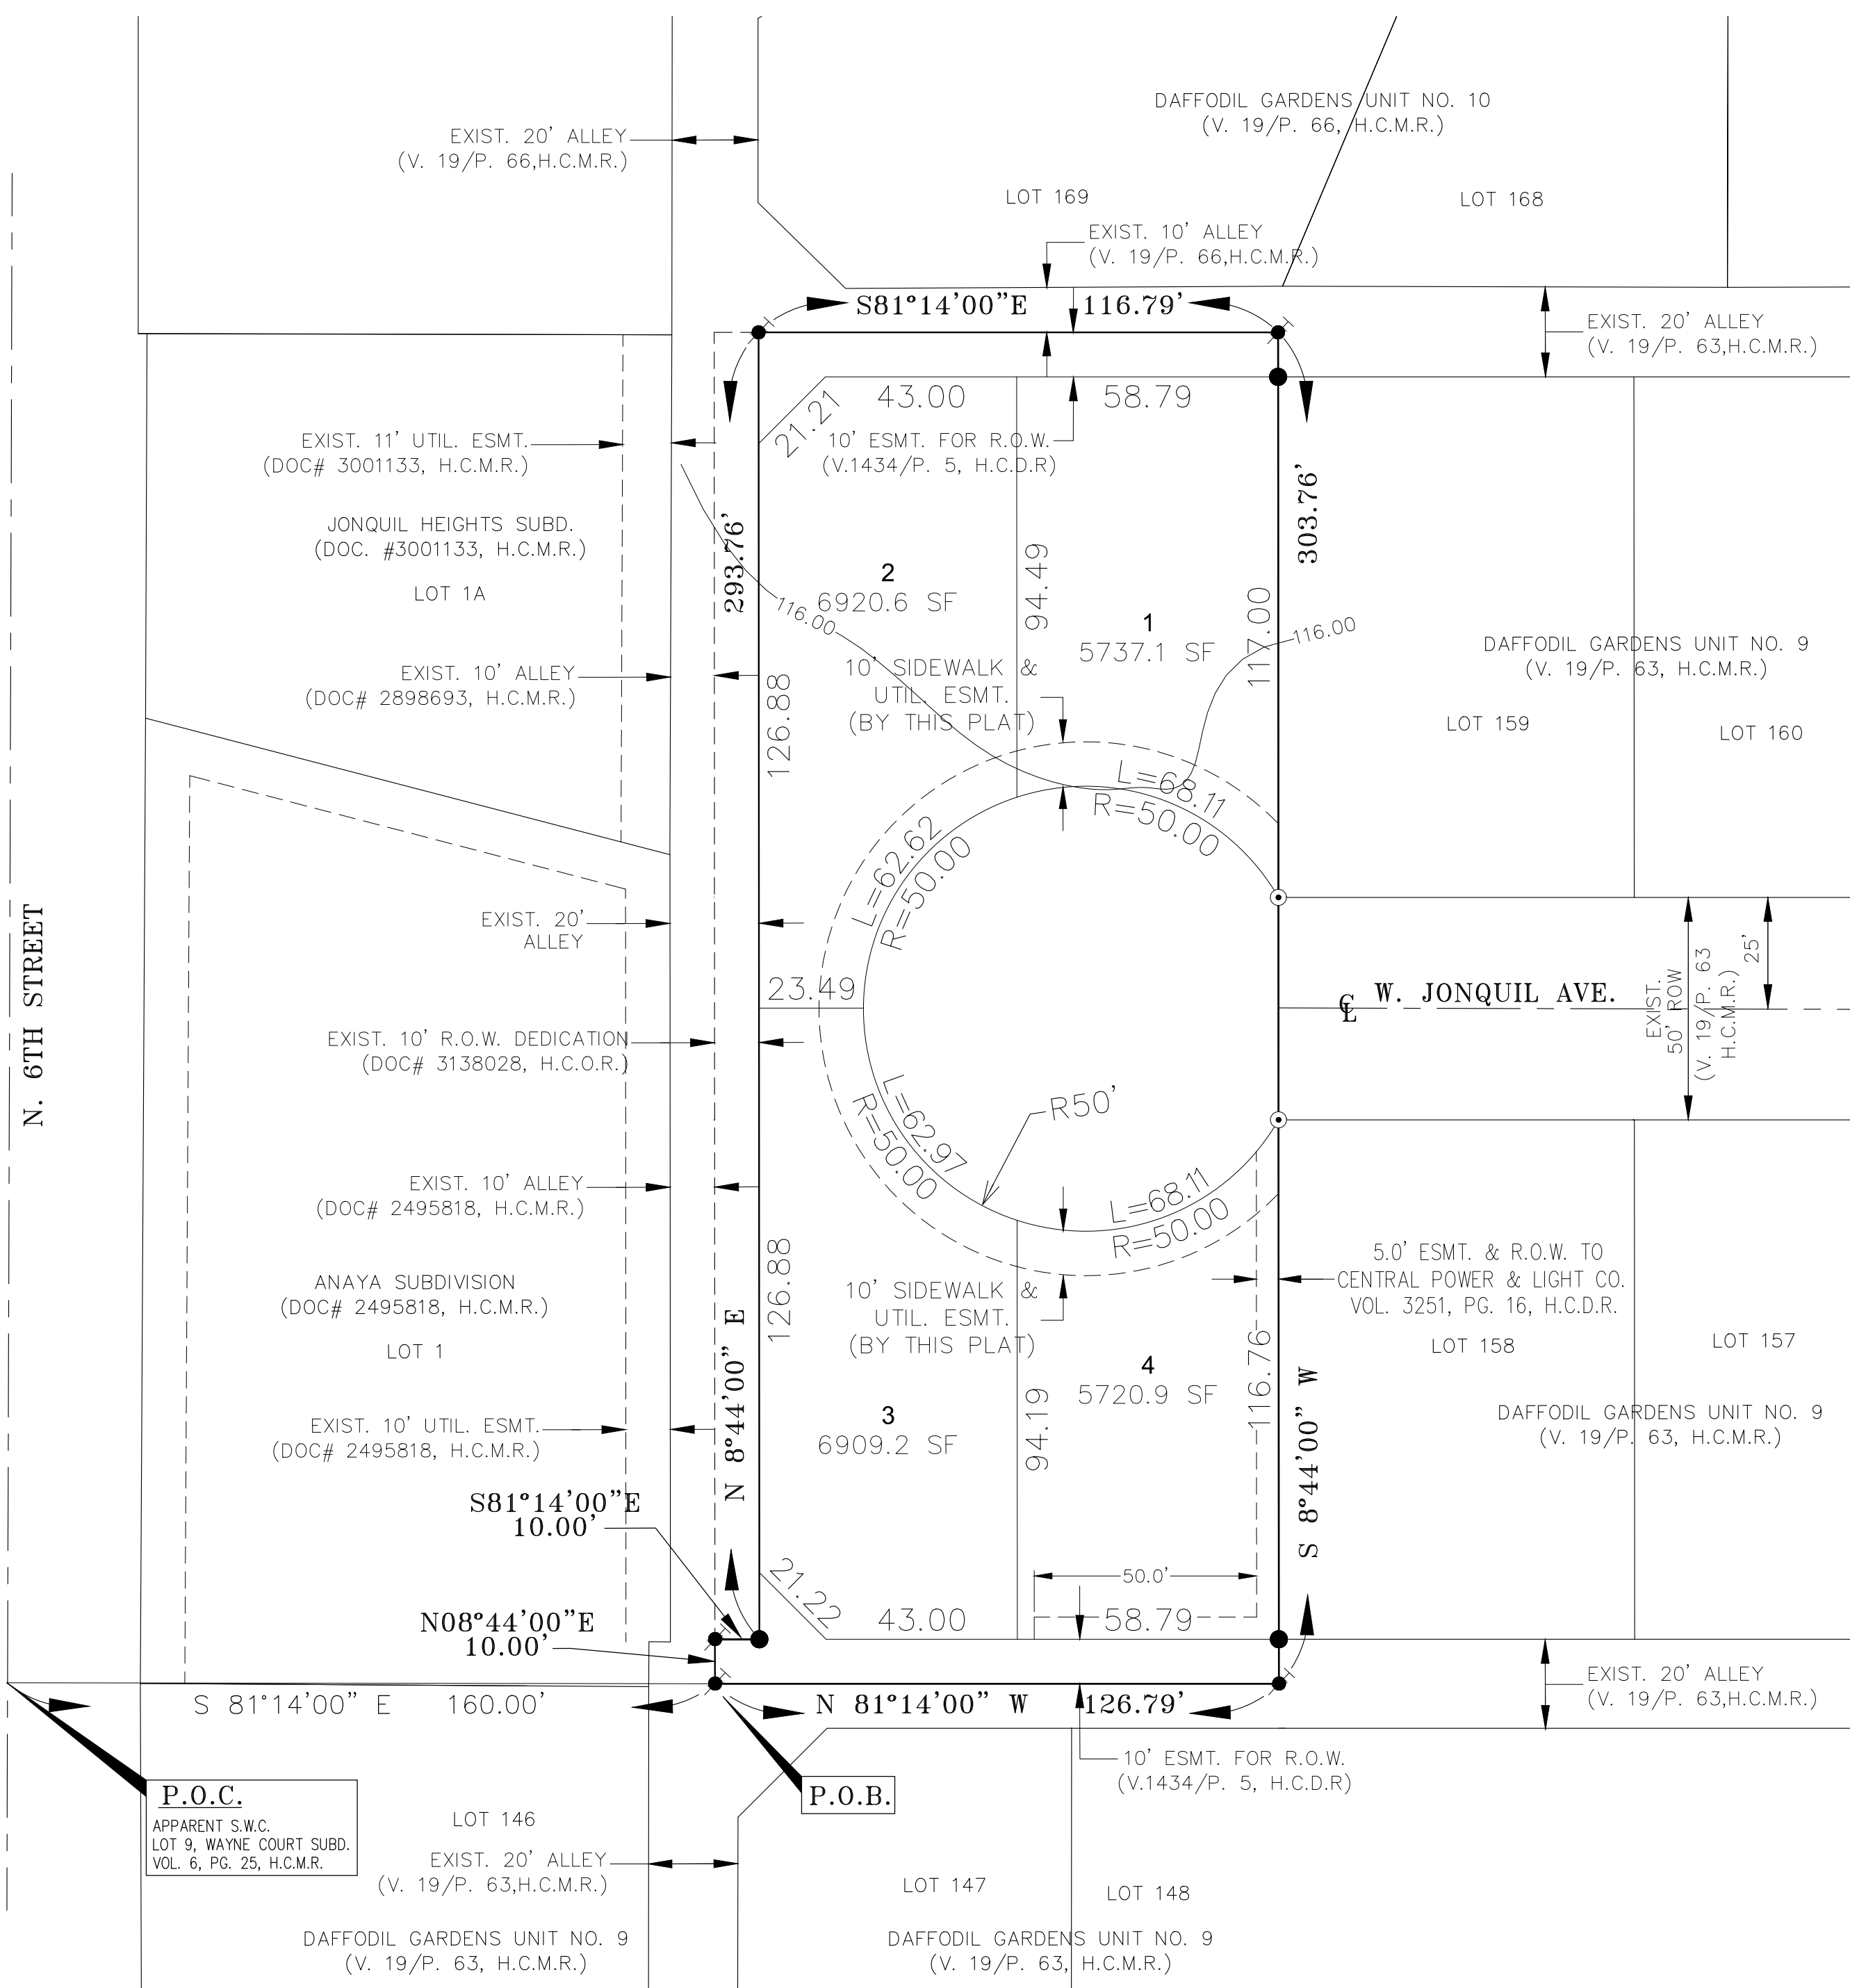 DAFFODIL GARDENS UNIT NO. 10
(V. 19/P. 66, H.C.M.R.)
EXIST. 20' ALLEY
(V. 19/P. 66,H.C.M.R.)
LOT 169
LOT 168
EXIST. 10' ALLEY
(V. 19/P. 66,H.C.M.R.)
S81°14'00"E 116.79'
EXIST. 20' ALLEY
(V. 19/P. 63,H.C.M.R.)
43.00
58.79
21.21
10' ESMT. FOR R.O.W.
(V.1434/P. 5, H.C.D.R)
EXIST. 11' UTIL. ESMT.
(DOC# 3001133, H.C.M.R.)
JONQUIL HEIGHTS SUBD.
(DOC. #3001133, H.C.M.R.)
LOT 1A
293.76'
303.76'
2
6920.6 SF
94.49
1
5737.1 SF
117.00
116.00
116.00
DAFFODIL GARDENS UNIT NO. 9
(V. 19/P. 63, H.C.M.R.)
LOT 159
LOT 160
EXIST. 10' ALLEY
(DOC# 2898693, H.C.M.R.)
10' SIDEWALK &
UTIL. ESMT.
(BY THIS PLAT)
126.88
L=68.11
R=50.00
L=62.62
R=50.00
EXIST. 20'
ALLEY
N. 6TH STREET
23.49
℄ W. JONQUIL AVE.
EXIST.
50' ROW
(V. 19/P. 63
H.C.M.R.)
25'
EXIST. 10' R.O.W. DEDICATION
(DOC# 3138028, H.C.O.R.)
R50'
L=62.97
R=50.00
L=68.11
R=50.00
EXIST. 10' ALLEY
(DOC# 2495818, H.C.M.R.)
ANAYA SUBDIVISION
(DOC# 2495818, H.C.M.R.)
LOT 1
126.88
N 8°44'00" E
10' SIDEWALK &
UTIL. ESMT.
(BY THIS PLAT)
5.0' ESMT. & R.O.W. TO
CENTRAL POWER & LIGHT CO.
VOL. 3251, PG. 16, H.C.D.R.
LOT 158
LOT 157
4
5720.9 SF
116.76
S 8°44'00" W
94.19
3
6909.2 SF
DAFFODIL GARDENS UNIT NO. 9
(V. 19/P. 63, H.C.M.R.)
EXIST. 10' UTIL. ESMT.
(DOC# 2495818, H.C.M.R.)
S81°14'00"E
10.00'
21.22
50.0'
43.00
58.79
N08°44'00"E
10.00'
S 81°14'00" E 160.00'
N 81°14'00" W 126.79'
EXIST. 20' ALLEY
(V. 19/P. 63,H.C.M.R.)
10' ESMT. FOR R.O.W.
(V.1434/P. 5, H.C.D.R)
P.O.C.
APPARENT S.W.C.
LOT 9, WAYNE COURT SUBD.
VOL. 6, PG. 25, H.C.M.R.
P.O.B.
LOT 146
EXIST. 20' ALLEY
(V. 19/P. 63,H.C.M.R.)
LOT 147
LOT 148
DAFFODIL GARDENS UNIT NO. 9
(V. 19/P. 63, H.C.M.R.)
DAFFODIL GARDENS UNIT NO. 9
(V. 19/P. 63, H.C.M.R.)